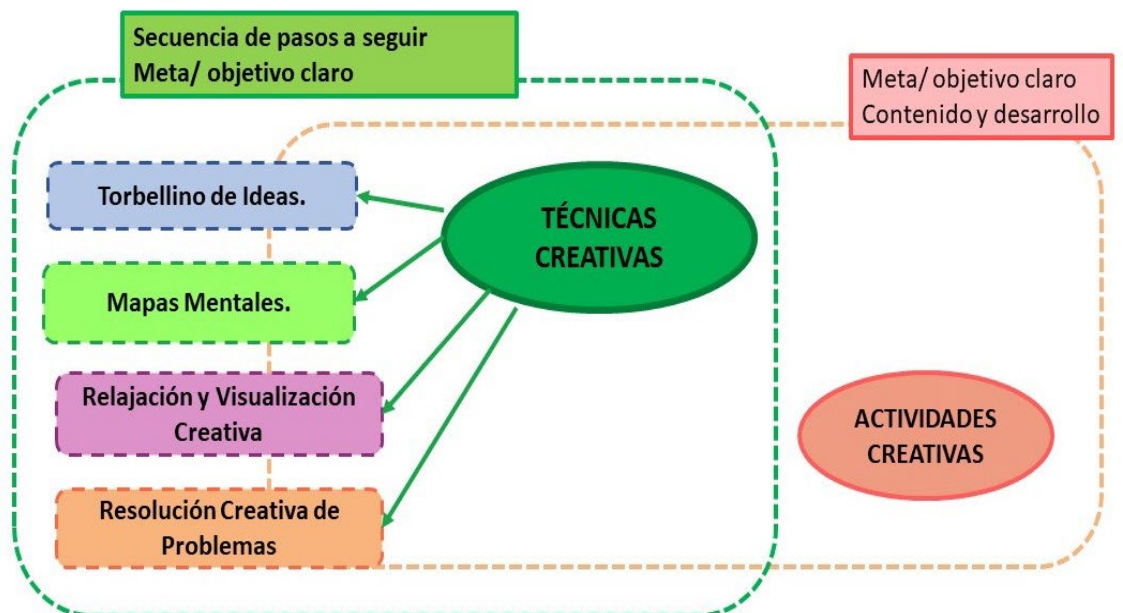 Secuencia de pasos a seguir
Meta/ objetivo claro
Meta/ objetivo claro
Contenido y desarrollo
Torbellino de Ideas.
TÉCNICAS
CREATIVAS
Mapas Mentales.
Relajación y Visualización
Creativa
ACTIVIDADES
CREATIVAS
Resolución Creativa de
Problemas